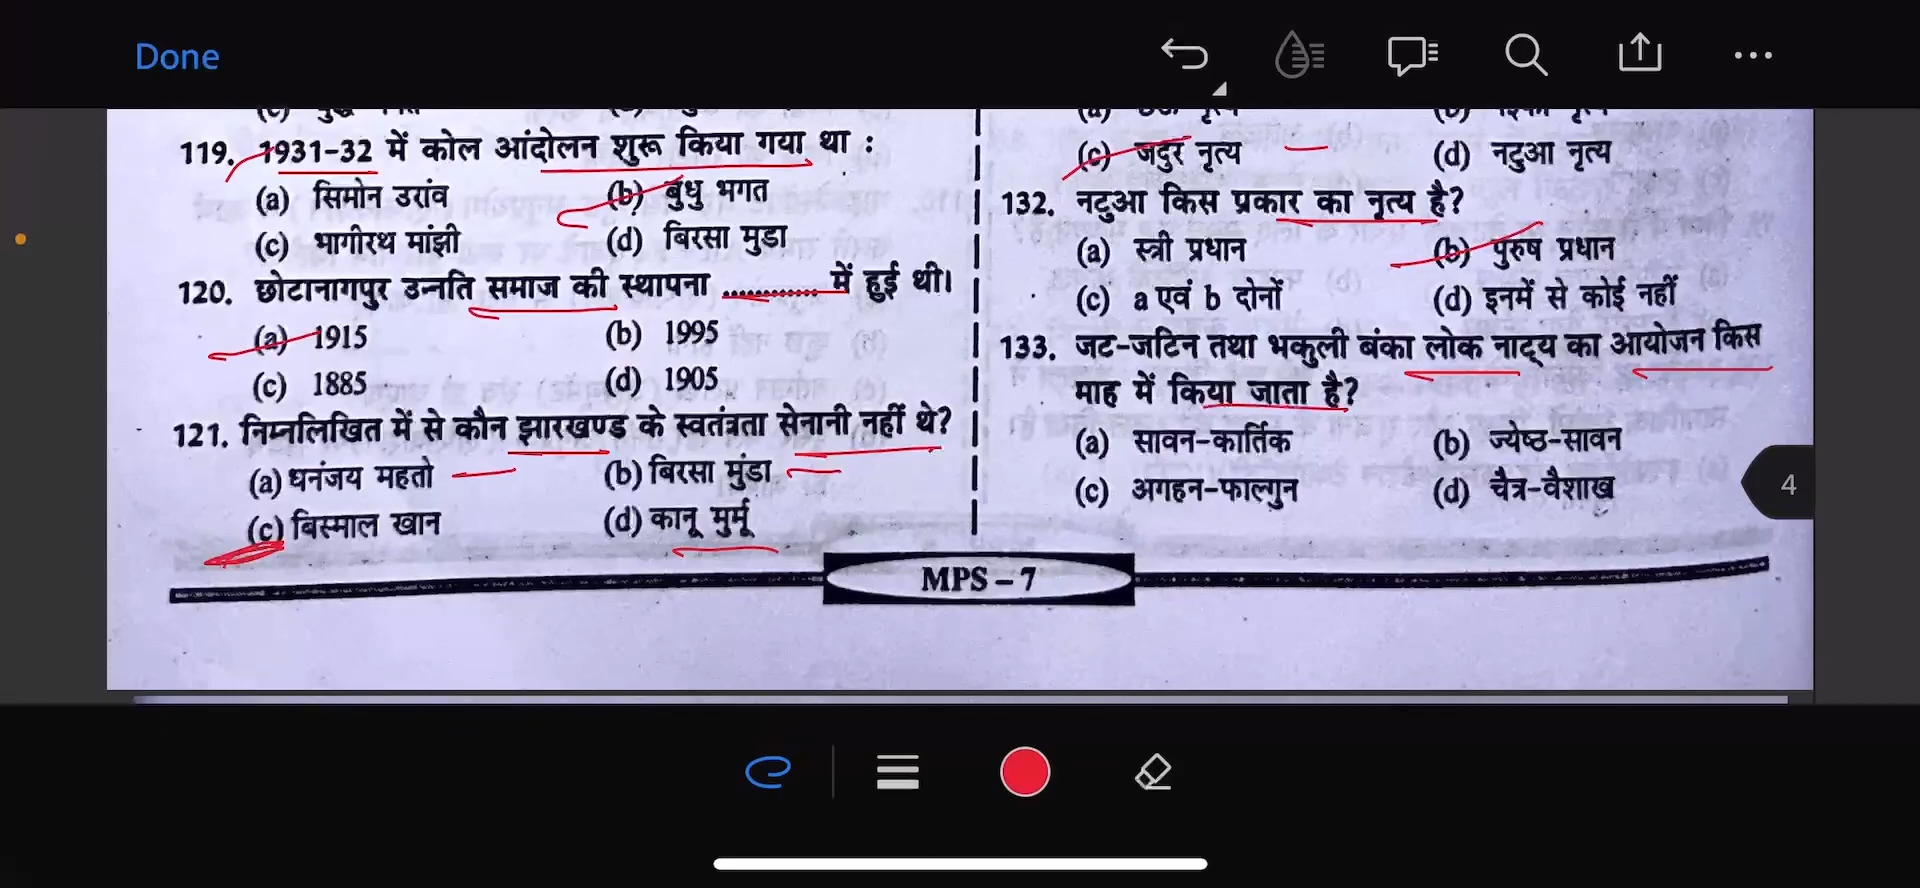 Done
119. 1931-32 में कोल आंदोलन शुरू किया गया था :
(a) सिमोन उरांव (b) बुधु भगत
(c) भागीरथ मांझी (d) बिरसा मुडा
120. छोटानागपुर उन्नति समाज की स्थापना ............ में हुई थी।
(a) 1915 (b) 1995
(c) 1885 (d) 1905
121. निम्नलिखित में से कौन झारखण्ड के स्वतंत्रता सेनानी नहीं थे?
(a) धनंजय महतो (b) बिरसा मुंडा
(c) बिस्माल खान (d) कानू मुर्मू
(c) जदुर नृत्य (d) नटुआ नृत्य
132. नटुआ किस प्रकार का नृत्य है?
(a) स्त्री प्रधान (b) पुरुष प्रधान
(c) a एवं b दोनों (d) इनमें से कोई नहीं
133. जट-जटिन तथा भकुली बंका लोक नाट्य का आयोजन किस
माह में किया जाता है?
(a) सावन-कार्तिक (b) ज्येष्ठ-सावन
(c) अगहन-फाल्गुन (d) चैत्र-वैशाख
4
MPS – 7